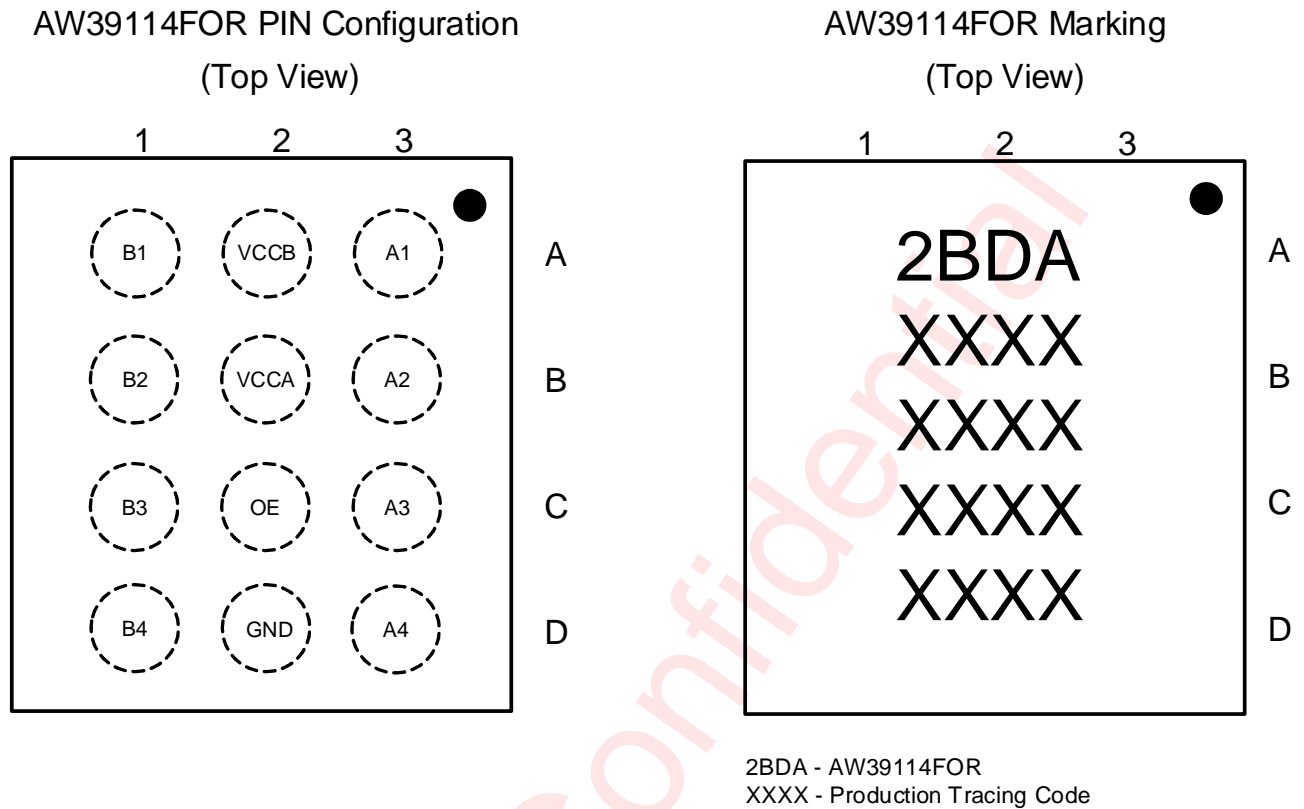 AW39114FOR PIN Configuration
(Top View)
1 2 3
B1 VCCB A1 A
B2 VCCA A2 B
B3 OE A3 C
B4 GND A4 D
AW39114FOR Marking
(Top View)
1 2 3
2BDA A
XXXX
B
XXXX
XXXX C
XXXX
D
2BDA - AW39114FOR
XXXX - Production Tracing Code
Confidential